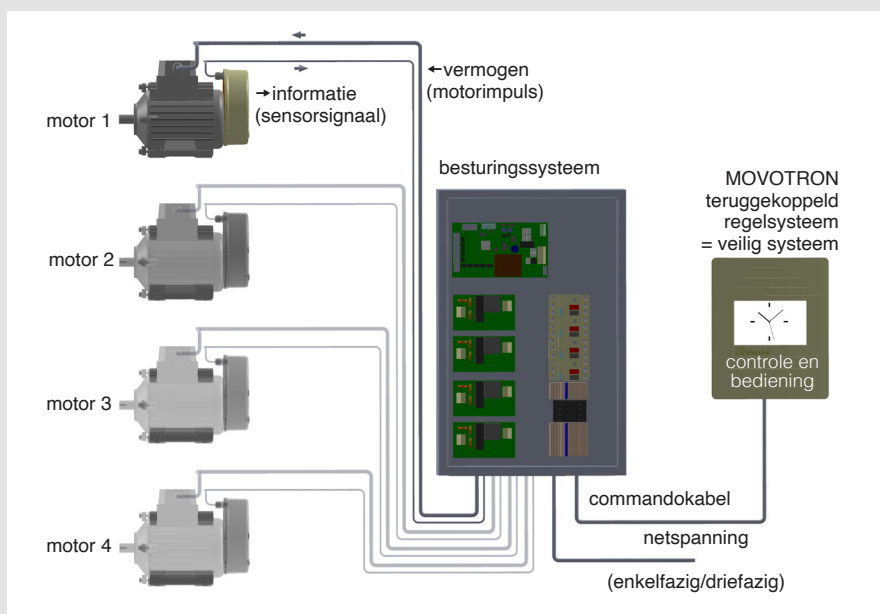 vermogen
(motorimpuls)
informatie
(sensorsignaal)
motor 1
besturingssysteem
MOVOTRON
teruggekoppeld
regelsysteem
= veilig systeem
motor 2
controle en
bediening
motor 3
commandokabel
netspanning
motor 4
(enkelfazig/driefazig)